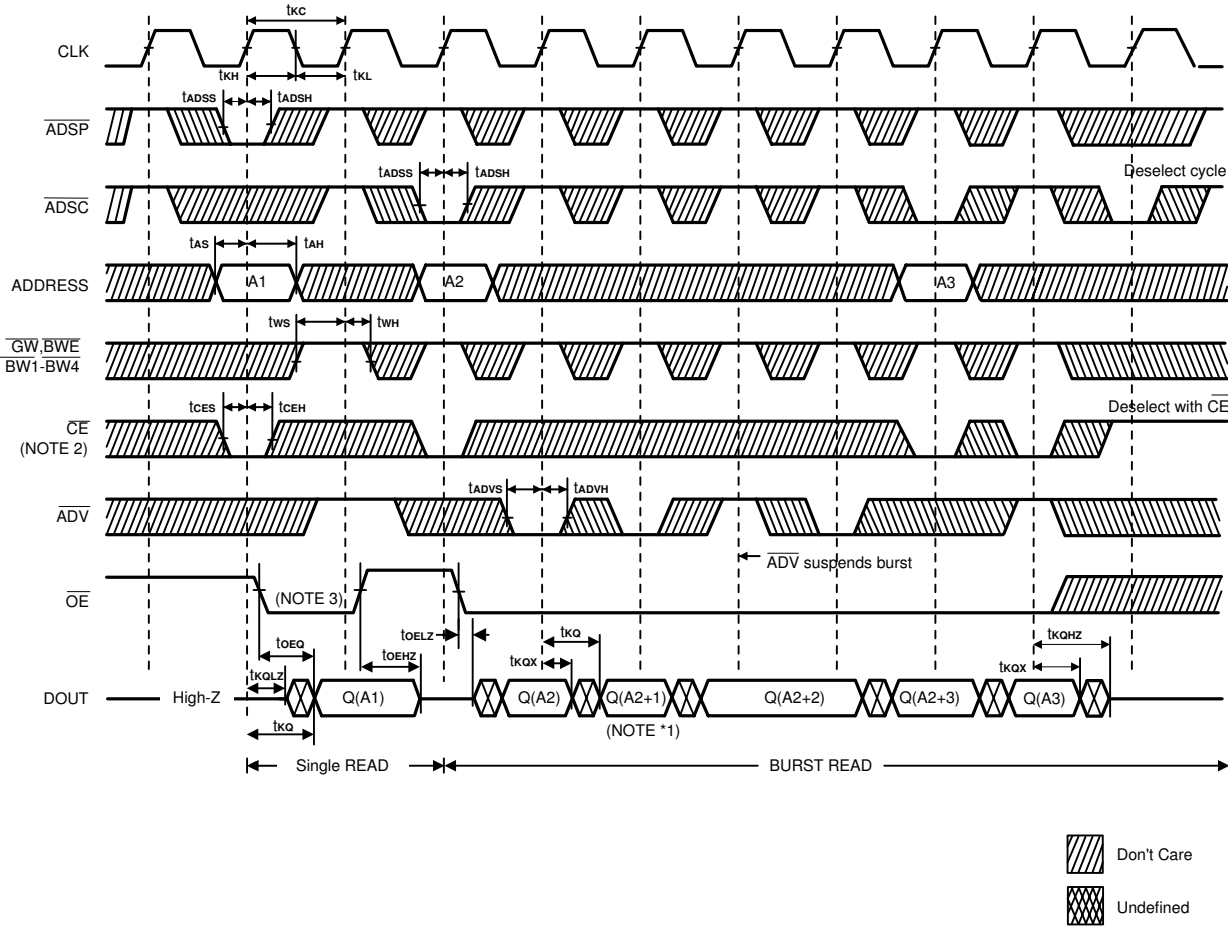 tKC
CLK
tKH
tKL
tADSS
tADSH
ADSP
tADSS
tADSH
Deselect cycle
ADSC
tAS
tAH
ADDRESS
A1
A2
A3
tWS
tWH
GW,BWE
BW1-BW4
tCES
tCEH
Deselect with CE
CE
(NOTE 2)
tADVS
tADVH
ADV
ADV suspends burst
OE
(NOTE 3)
tOEQ
tOELZ
tOEHZ
tKQ
tKQX
tKQHZ
tKQX
tKQLZ
DOUT
High-Z
Q(A1)
Q(A2)
Q(A2+1)
Q(A2+2)
Q(A2+3)
Q(A3)
tKQ
(NOTE *1)
Single READ
BURST READ
Don't Care
Undefined